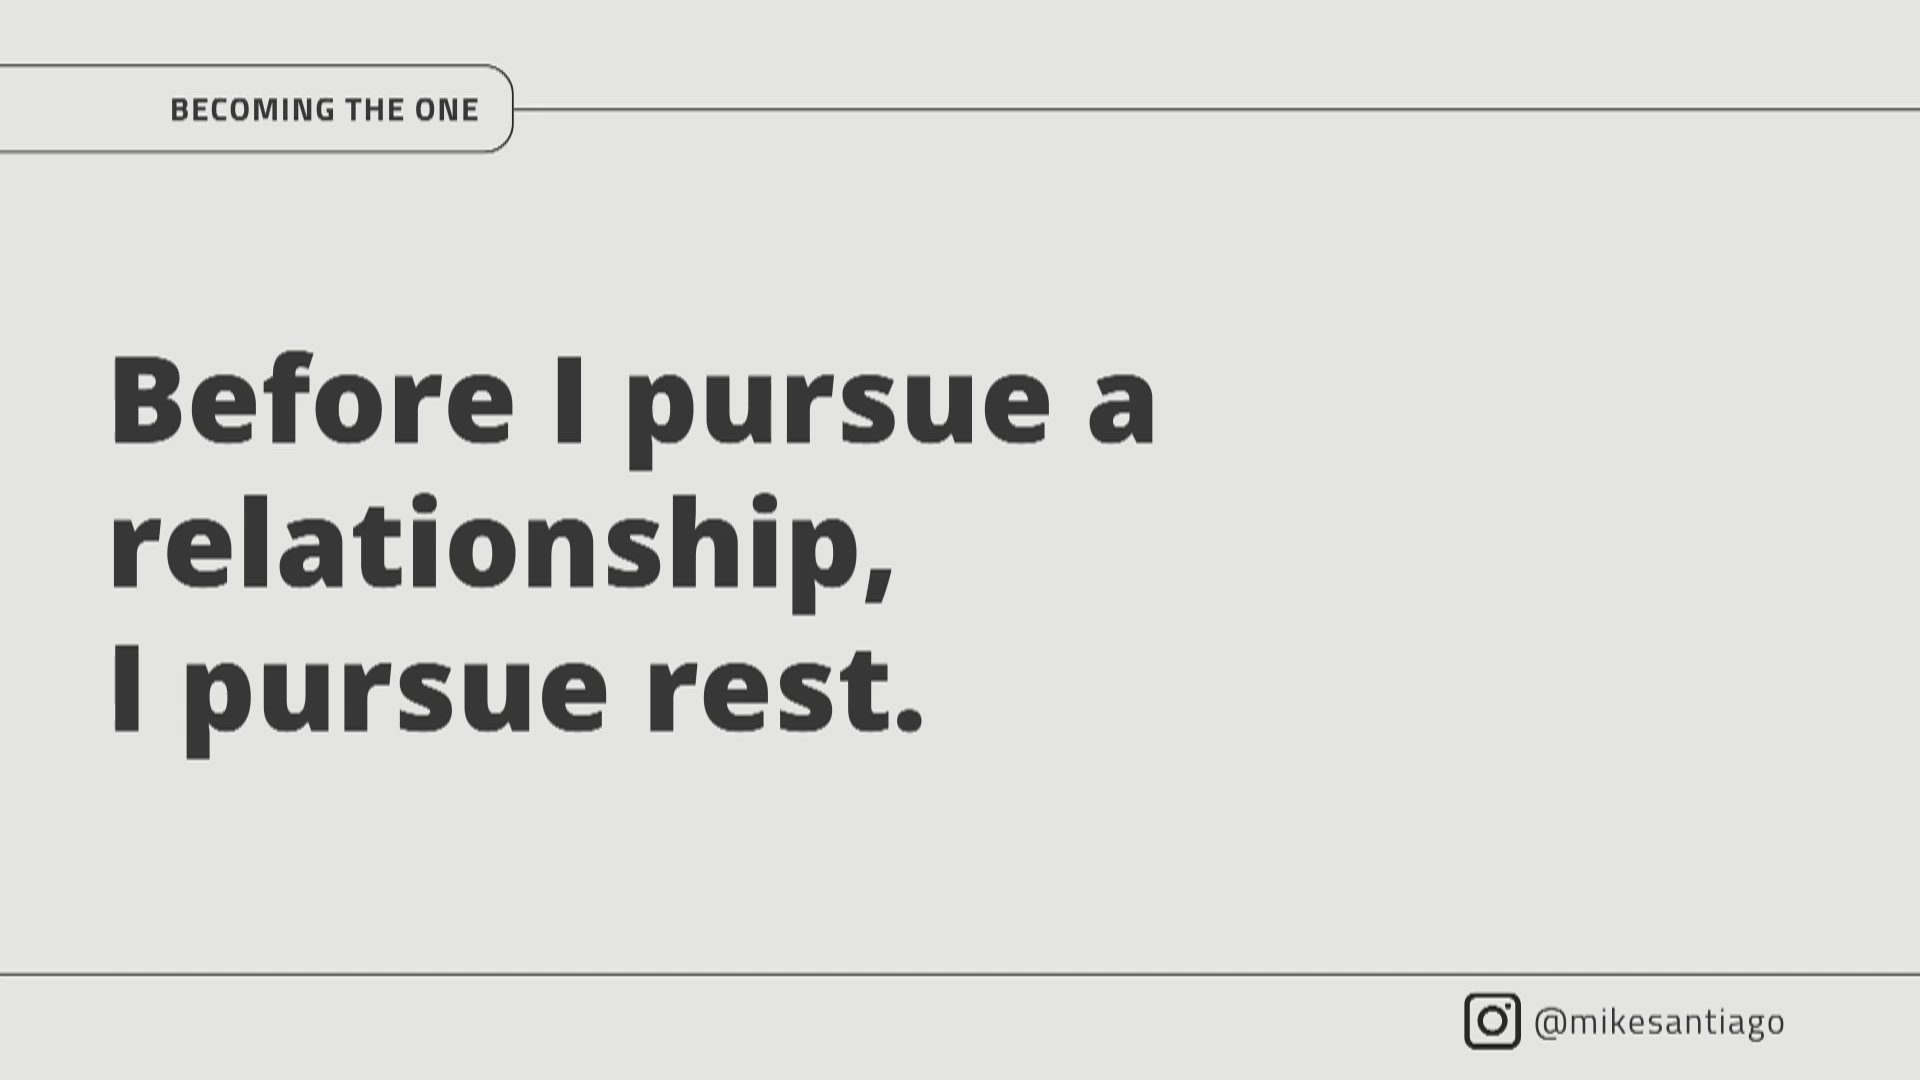 BECOMING THE ONE
Before I pursue a
relationship,
I pursue rest.
@mikesantiago